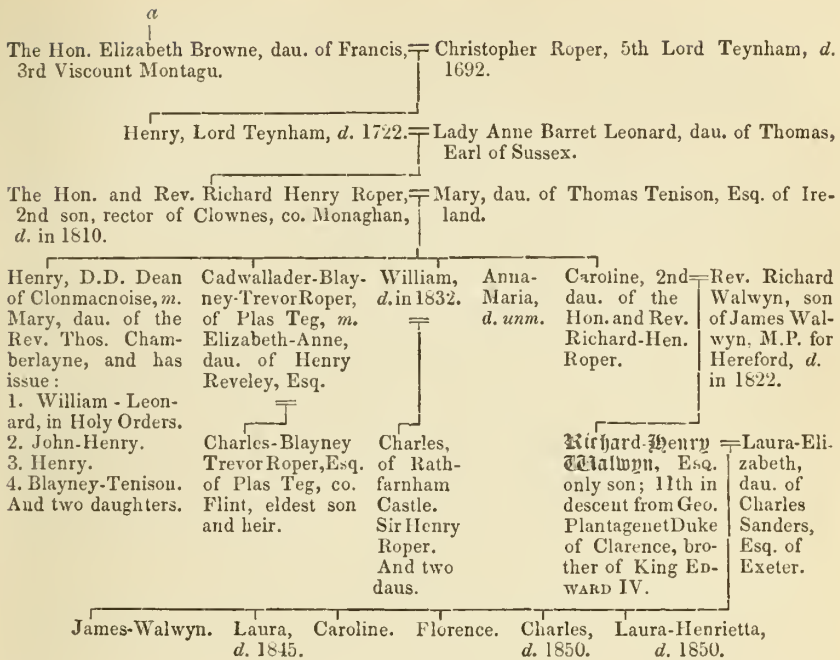 a
The Hon. Elizabeth Browne, dau. of Francis,
3rd Viscount Montagu.
Christopher Roper, 5th Lord Teynham, d.
1692.
Henry, Lord Teynham, d. 1722.
Lady Anne Barret Leonard, dau. of Thomas,
Earl of Sussex.
The Hon. and Rev. Richard Henry Roper,
2nd son, rector of Clownes, co. Monaghan,
d. in 1810.
Mary, dau. of Thomas Tenison, Esq. of Ire-
land.
Henry, D.D. Dean
of Clonmacnoise, m.
Mary, dau. of the
Rev. Thos. Cham-
berlayne, and has
issue :
1. William - Leon-
ard, in Holy Orders.
2. John-Henry.
3. Henry.
4. Blayney-Tenison.
And two daughters.
Cadwallader-Blay-
ney-Trevor Roper,
of Plas Teg, m.
Elizabeth-Anne,
dau. of Henry
Reveley, Esq.
Charles-Blayney
Trevor Roper, Esq.
of Plas Teg, co.
Flint, eldest son
and heir.
William,
d. in 1832.
Charles,
of Rath-
farnham
Castle.
Sir Henry
Roper.
And two
daus.
Anna-
Maria,
d. unm.
Caroline, 2nd
dau. of the
Hon. and Rev.
Richard-Hen.
Roper.
Rev. Richard
Walwyn, son
of James Wal-
wyn, M.P. for
Hereford, d.
in 1822.
Richard-Henry
Walwyn, Esq.
only son; 11th in
descent from Geo.
Plantagenet Duke
of Clarence, bro-
ther of King ED-
WARD IV.
Laura-Eli-
zabeth,
dau. of
Charles
Sanders,
Esq. of
Exeter.
James-Walwyn.
Laura,
d. 1845.
Caroline.
Florence.
Charles,
d. 1850.
Laura-Henrietta,
d. 1850.